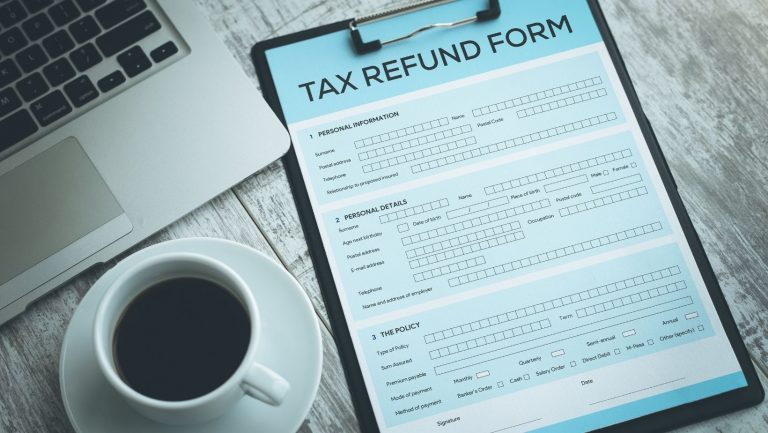 TAX REFUND FORM
1 PERSONAL INFORMATION
Surname Name
Postal address Postal Code
Telephone
Relationship to proposed insured
2 PERSONAL DETAILS
Surname Name
Age next birthday Date of birth Place of birth Male Female
Postal address Postal code
E-mail address Occupation
Telephone
Name and address of employer
3 THE POLICY
Type of Policy
Sum Assured Term
Premium payable
Mode of payment Monthly Quarterly Semi-annual Annual
Method of payment Banker's Order Cash Salary Order Direct Debit M-Pesa Other (specify)
Signature Date